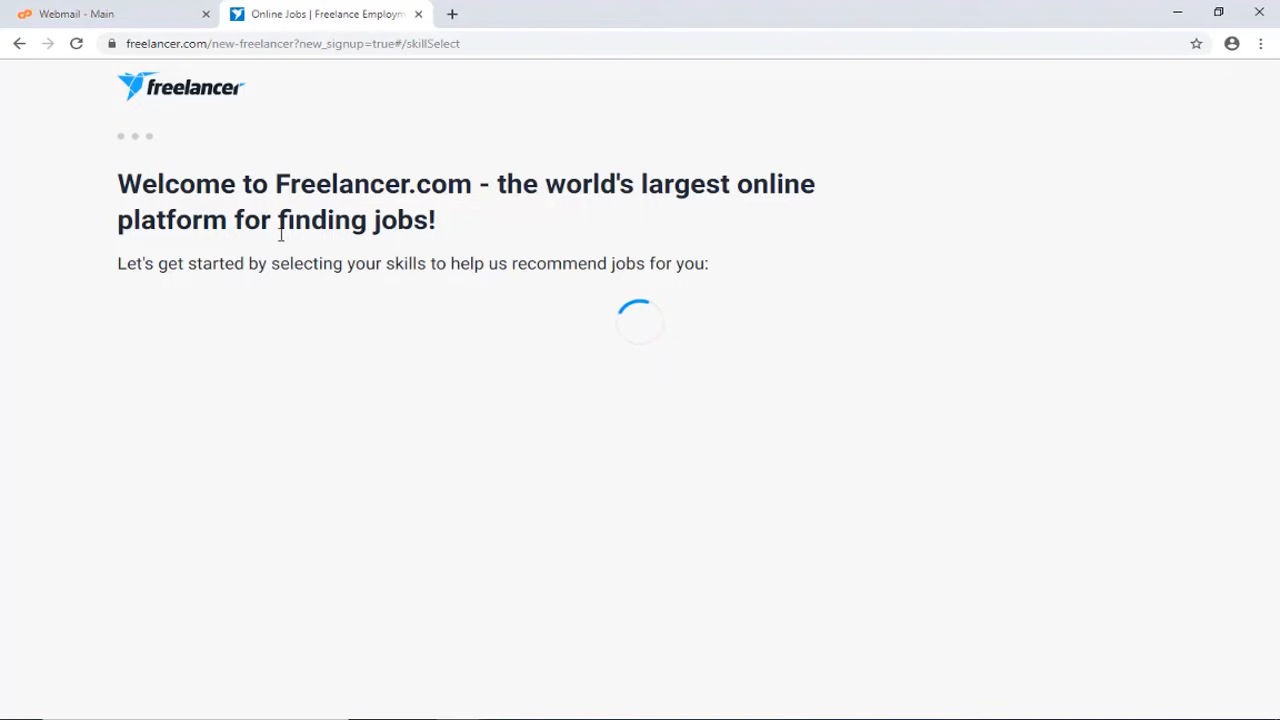 Webmail - Main
Online Jobs | Freelance Employm
freelancer.com/new-freelancer?new_signup=true#/skillSelect
freelancer
Welcome to Freelancer.com - the world's largest online
platform for finding jobs!
Let's get started by selecting your skills to help us recommend jobs for you: